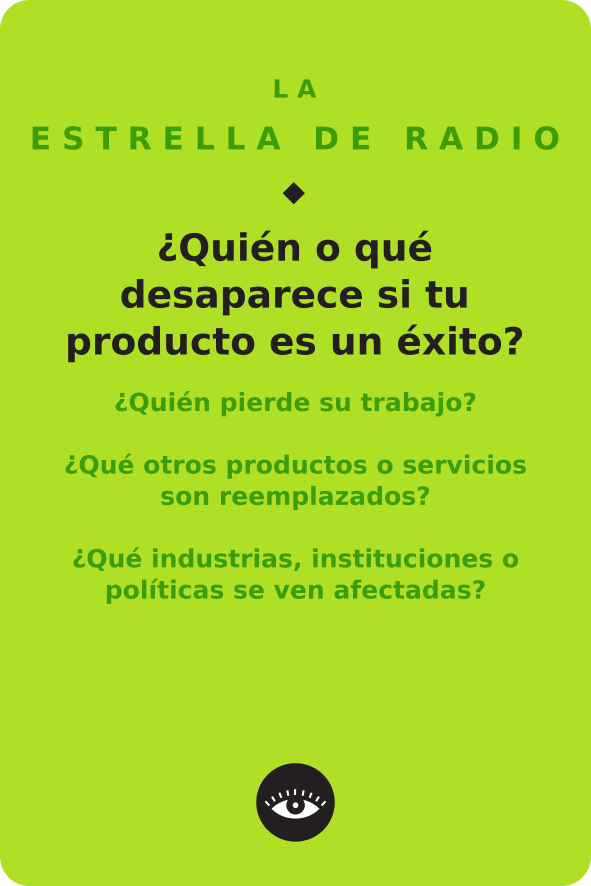 LA
ESTRELLA DE RADIO
¿Quién o qué
desaparece si tu
producto es un éxito?
¿Quién pierde su trabajo?
¿Qué otros productos o servicios
son reemplazados?
¿Qué industrias, instituciones o
políticas se ven afectadas?